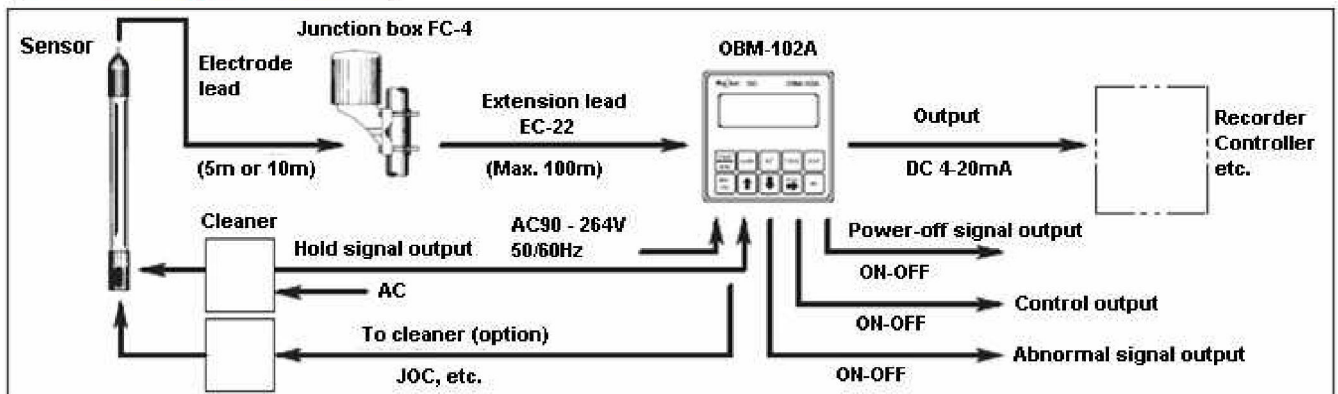 Sensor
Junction box FC-4
OBM-102A
Electrode
lead
(5m or 10m)
Extension lead
EC-22
(Max. 100m)
Output
DC 4-20mA
Recorder
Controller
etc.
Cleaner
Hold signal output
AC90 - 264V
50/60Hz
AC
Power-off signal output
ON-OFF
Control output
ON-OFF
To cleaner (option)
JOC, etc.
Abnormal signal output
ON-OFF